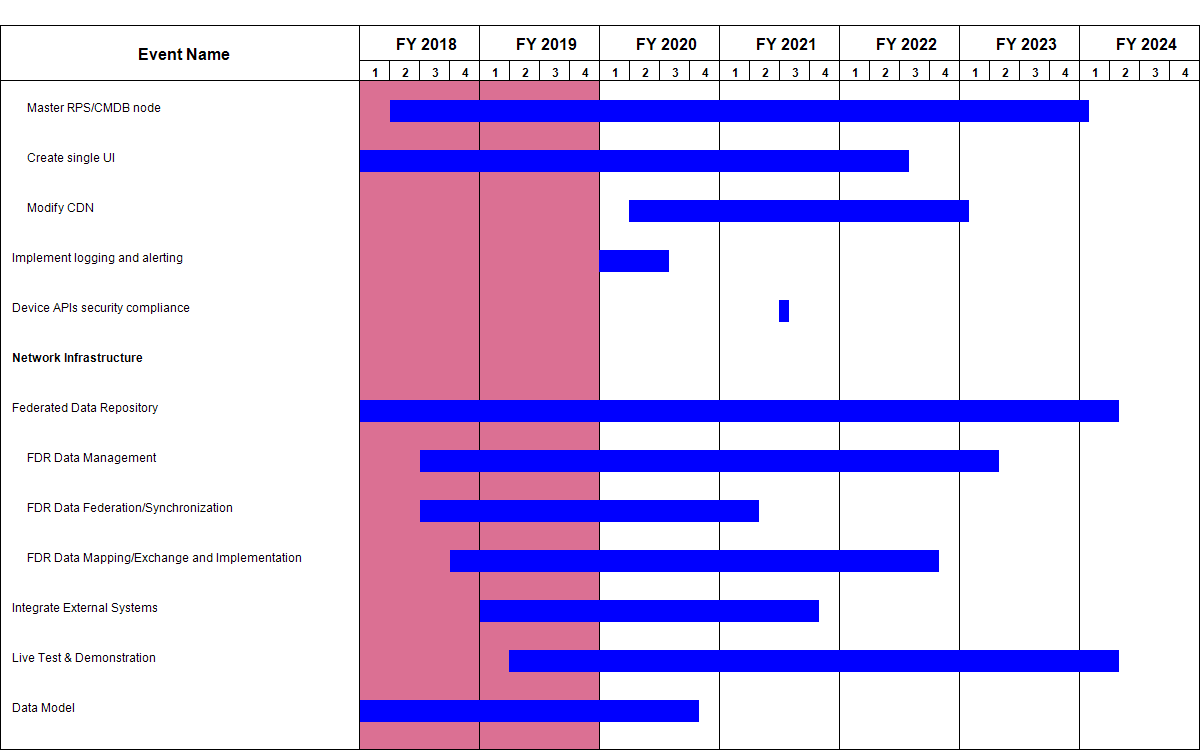 Event Name
FY 2018 FY 2019 FY 2020 FY 2021 FY 2022 FY 2023 FY 2024
1 2 3 4 1 2 3 4 1 2 3 4 1 2 3 4 1 2 3 4 1 2 3 4 1 2 3 4
Master RPS/CMDB node
Create single UI
Modify CDN
Implement logging and alerting
Device APIs security compliance
Network Infrastructure
Federated Data Repository
FDR Data Management
FDR Data Federation/Synchronization
FDR Data Mapping/Exchange and Implementation
Integrate External Systems
Live Test & Demonstration
Data Model